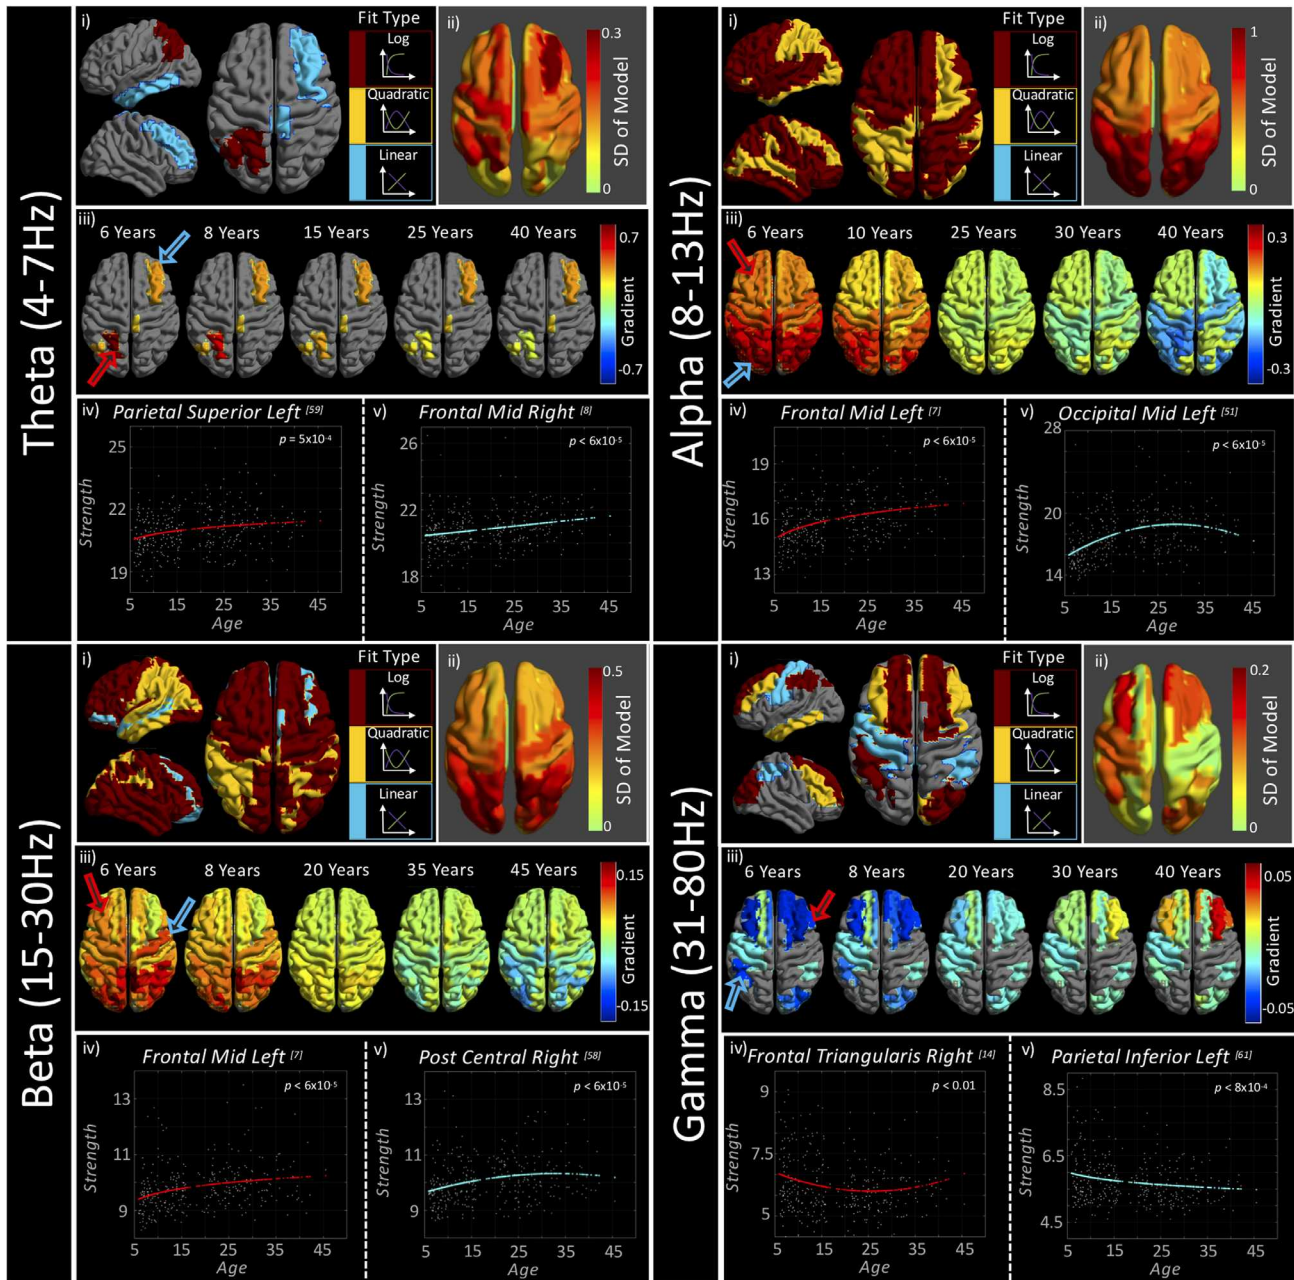 Theta (4-7Hz)
i)
Fit Type
Log
Quadratic
Linear
ii)
0.3
SD of Model
0
iii)
6 Years
8 Years
15 Years
25 Years
40 Years
0.7
Gradient
-0.7
iv)
Parietal Superior Left [59]
p = 5x10-4
25
23
21
19
Strength
5
15
25
35
45
Age
v)
Frontal Mid Right [8]
p < 6x10-5
26
24
21
18
Strength
5
15
25
35
45
Age
Alpha (8-13Hz)
i)
Fit Type
Log
Quadratic
Linear
ii)
1
SD of Model
0
iii)
6 Years
10 Years
25 Years
30 Years
40 Years
0.3
Gradient
-0.3
iv)
Frontal Mid Left [7]
p < 6x10-5
19
16
13
Strength
5
15
25
35
45
Age
v)
Occipital Mid Left [51]
p < 6x10-5
28
20
14
Strength
5
15
25
35
45
Age
Beta (15-30Hz)
i)
Fit Type
Log
Quadratic
Linear
ii)
0.5
SD of Model
0
iii)
6 Years
8 Years
20 Years
35 Years
45 Years
0.15
Gradient
-0.15
iv)
Frontal Mid Left [7]
p < 6x10-5
13
11
9
Strength
5
15
25
35
45
Age
v)
Post Central Right [58]
p < 6x10-5
13
11
10
9
Strength
5
15
25
35
45
Age
Gamma (31-80Hz)
i)
Fit Type
Log
Quadratic
Linear
ii)
0.2
SD of Model
0
iii)
6 Years
8 Years
20 Years
30 Years
40 Years
0.05
Gradient
-0.05
iv)
Frontal Triangularis Right [14]
p < 0.01
9
7.5
5
Strength
5
15
25
35
45
Age
v)
Parietal Inferior Left [61]
p < 8x10-4
8.5
6.5
4.5
Strength
5
15
25
35
45
Age